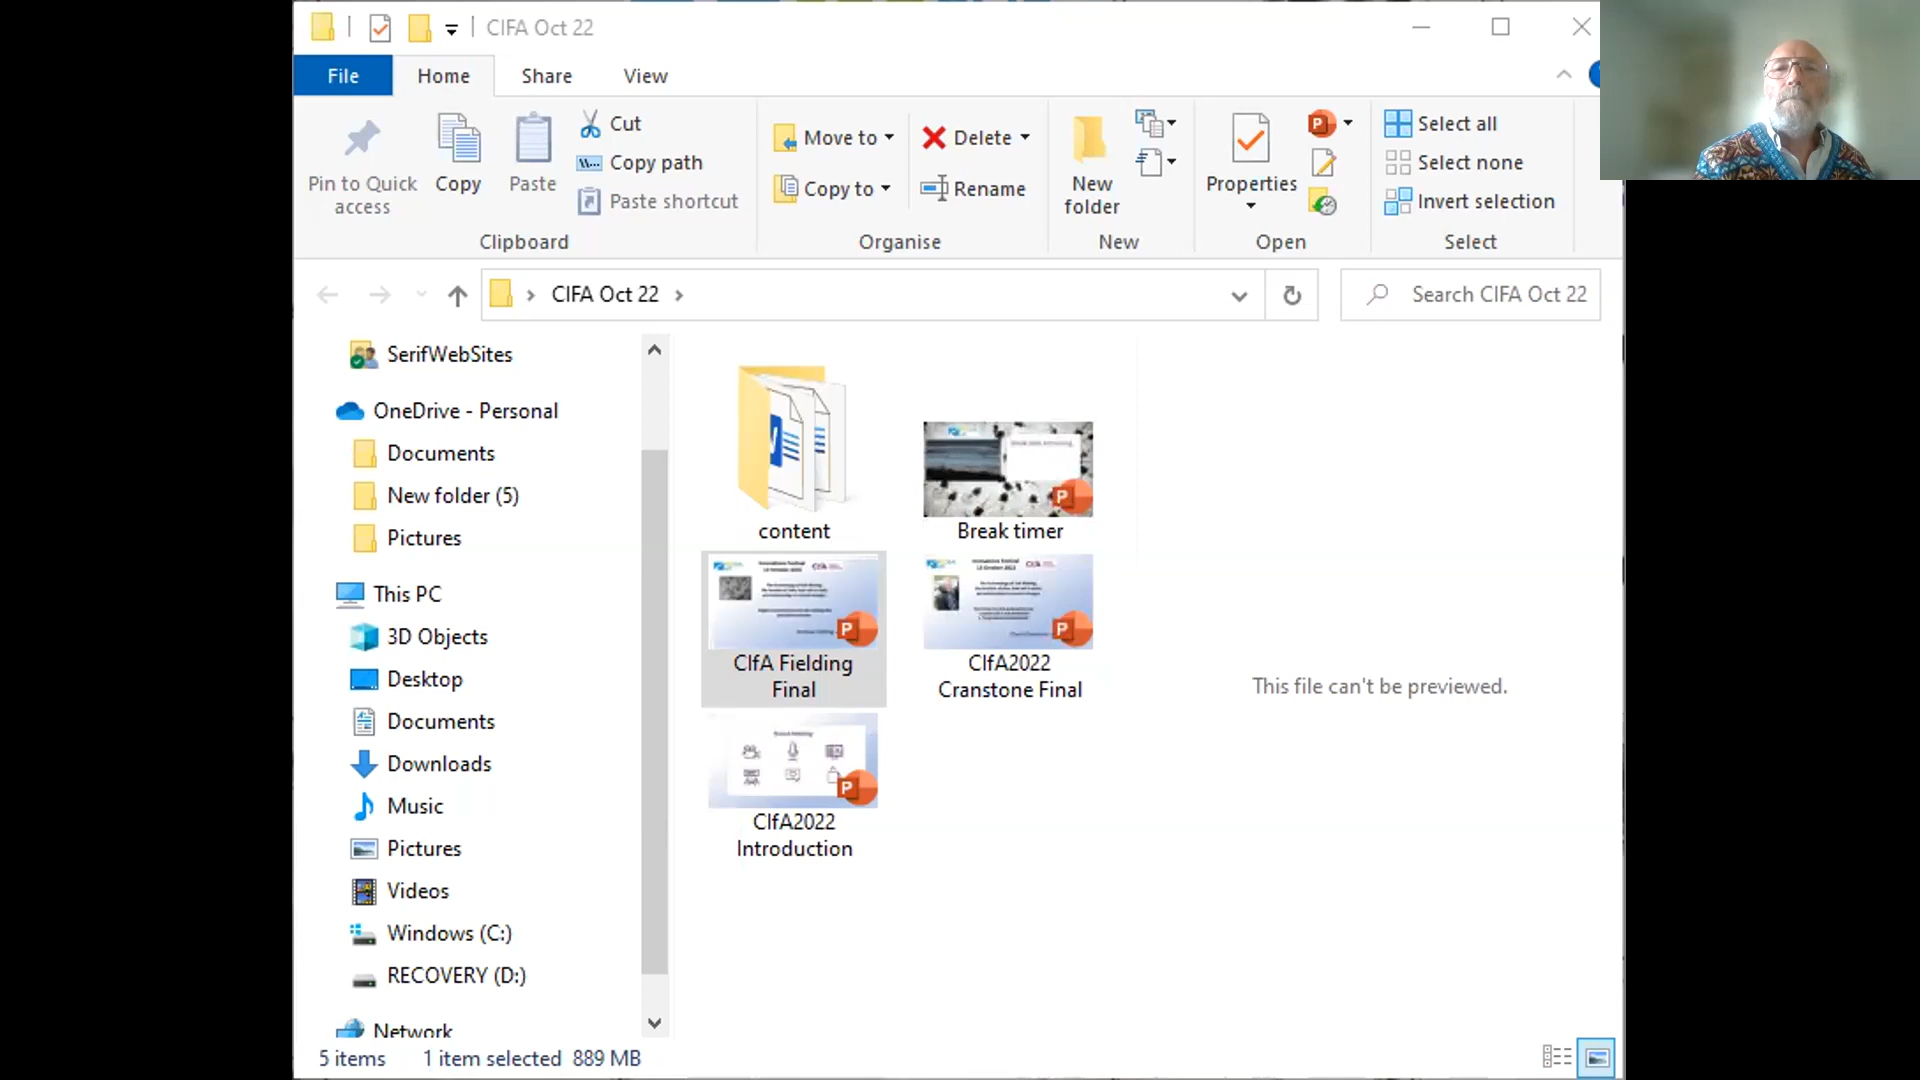 CIFA Oct 22
File Home Share View
Pin to Quick access
Copy
Paste
Cut
Copy path
Paste shortcut
Clipboard
Move to
Copy to
Delete
Rename
Organise
New folder
New
Properties
Open
Select all
Select none
Invert selection
Select
CIFA Oct 22
Search CIFA Oct 22
SerifWebSites
OneDrive - Personal
Documents
New folder (5)
Pictures
This PC
3D Objects
Desktop
Documents
Downloads
Music
Pictures
Videos
Windows (C:)
RECOVERY (D:)
Network
content
Break timer
CIfA Fielding
Final
CIfA2022
Cranstone Final
CIfA2022
Introduction
This file can't be previewed.
5 items 1 item selected 889 MB